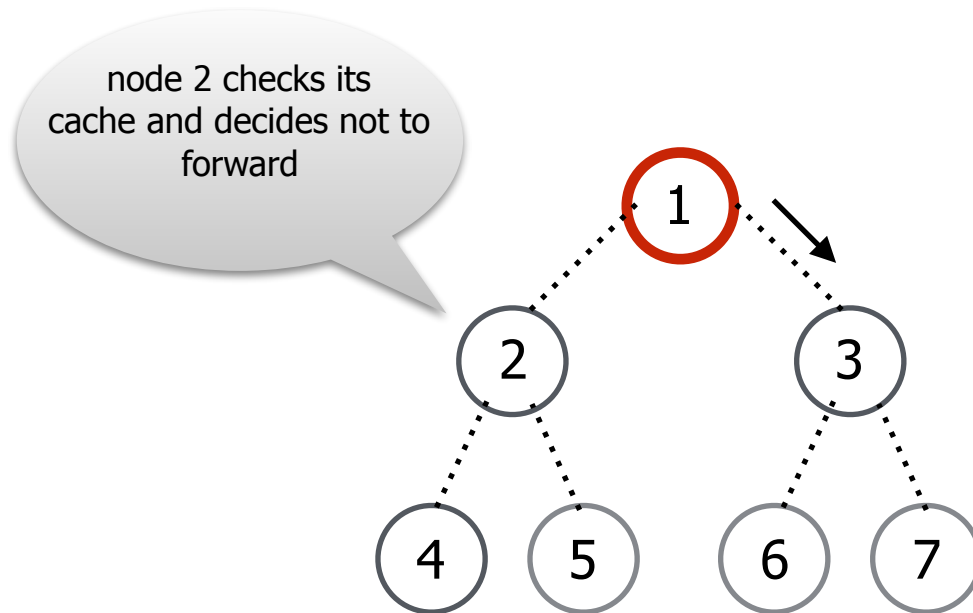 node 2 checks its
cache and decides not to
forward
1
2
3
4
5
6
7